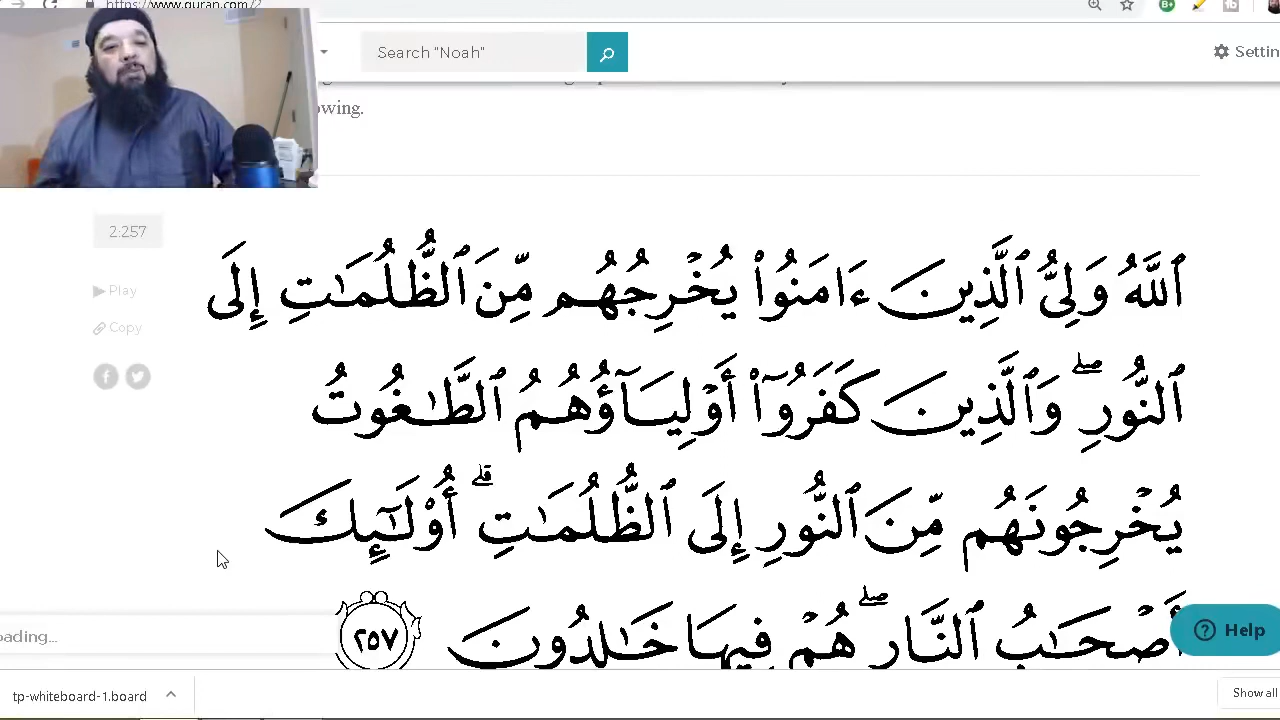 https://www.quran.com/2
Search "Noah"
Settin
owing.
2:257
Play
Copy
ٱللَّهُ وَلِىُّ ٱلَّذِينَ ءَامَنُوا۟ يُخْرِجُهُم مِّنَ ٱلظُّلُمَـٰتِ إِلَى
ٱلنُّورِ ۖ وَٱلَّذِينَ كَفَرُوٓا۟ أَوْلِيَآؤُهُمُ ٱلطَّـٰغُوتُ
يُخْرِجُونَهُم مِّنَ ٱلنُّورِ إِلَى ٱلظُّلُمَـٰتِ ۗ أُو۟لَـٰٓئِكَ
أَصْحَـٰبُ ٱلنَّارِ ۖ هُمْ فِيهَا خَـٰلِدُونَ ٢٥٧
oading...
Help
tp-whiteboard-1.board
Show all